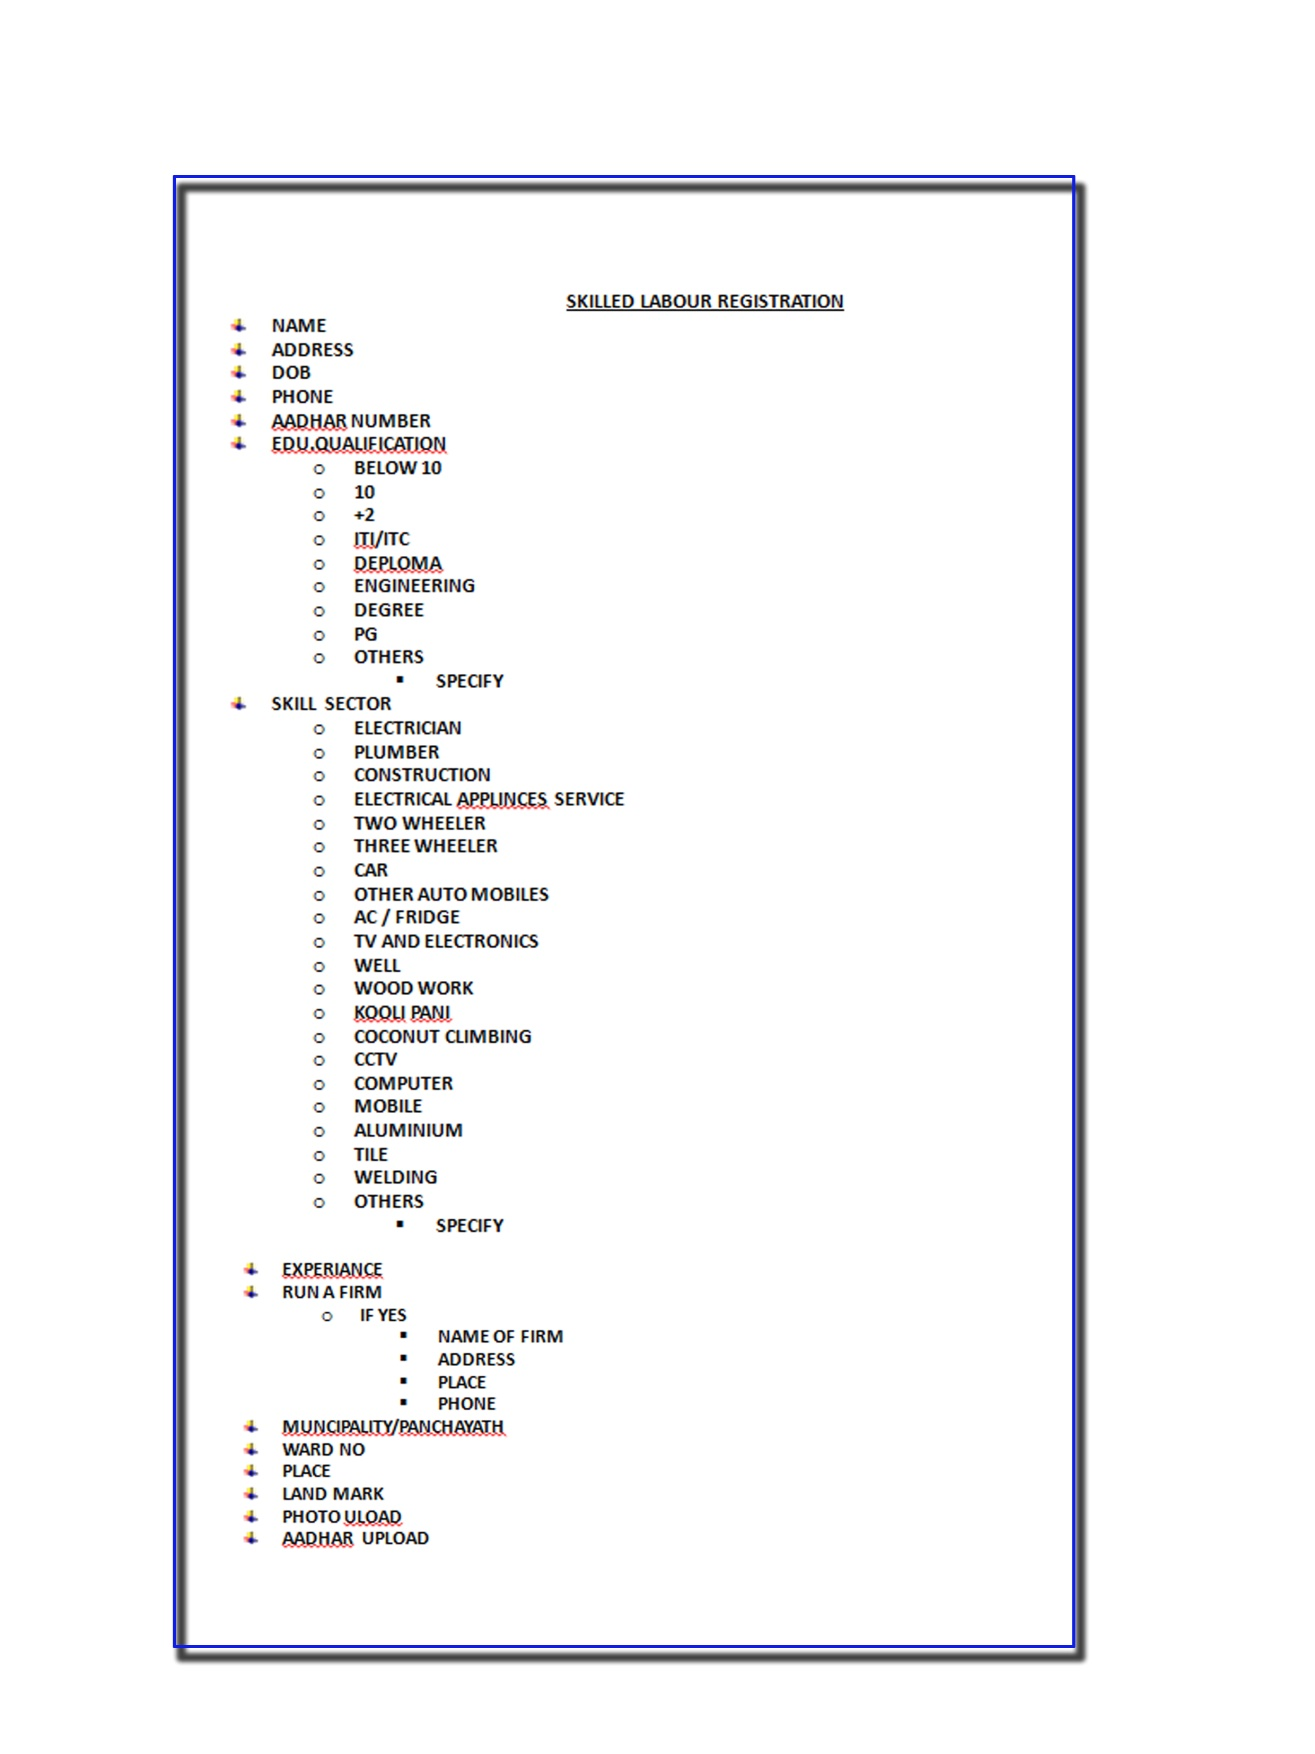 SKILLED LABOUR REGISTRATION
NAME
ADDRESS
DOB
PHONE
AADHAR NUMBER
EDU.QUALIFICATION
BELOW 10
10
+2
ITI/ITC
DEPLOMA
ENGINEERING
DEGREE
PG
OTHERS
SPECIFY
SKILL SECTOR
ELECTRICIAN
PLUMBER
CONSTRUCTION
ELECTRICAL APPLINCES SERVICE
TWO WHEELER
THREE WHEELER
CAR
OTHER AUTO MOBILES
AC / FRIDGE
TV AND ELECTRONICS
WELL
WOOD WORK
KOOLI PANI
COCONUT CLIMBING
CCTV
COMPUTER
MOBILE
ALUMINIUM
TILE
WELDING
OTHERS
SPECIFY
EXPERIANCE
RUN A FIRM
IF YES
NAME OF FIRM
ADDRESS
PLACE
PHONE
MUNCIPALITY/PANCHAYATH
WARD NO
PLACE
LAND MARK
PHOTO ULOAD
AADHAR UPLOAD